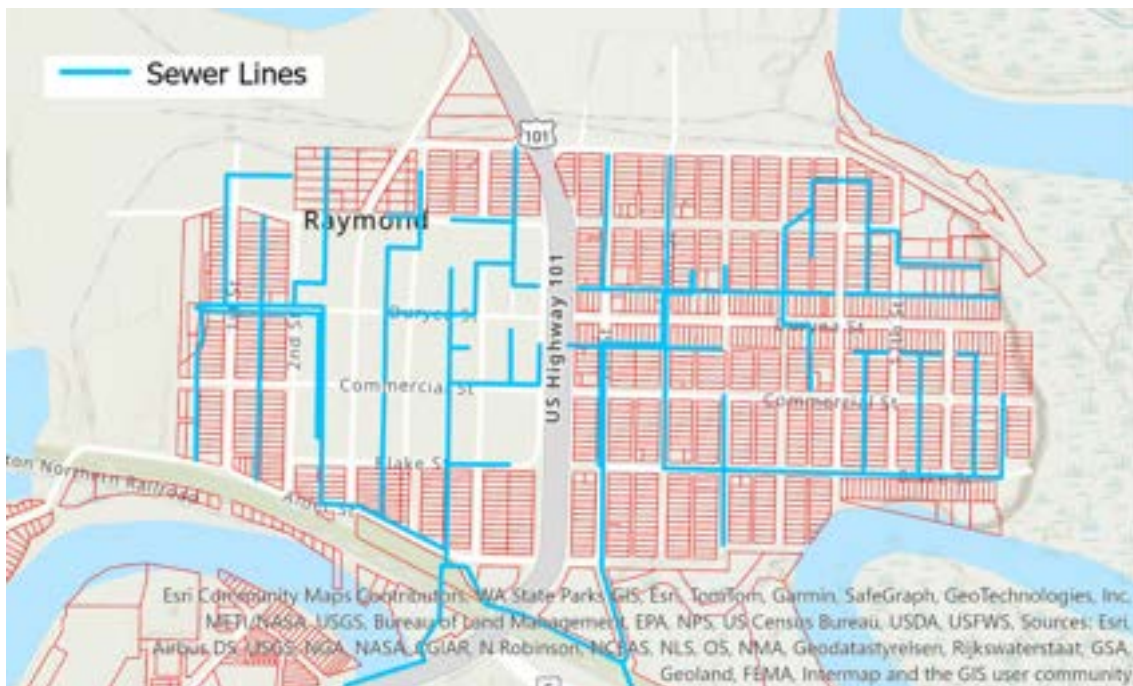 Sewer Lines
101
Raymond
US Highway 101
2nd St
Duryea St
Commercial St
Commercial St
Blake St
ton Northern Railroad
Alder St
Esri Community Maps Contributors, WA State Parks GIS, Esri, TomTom, Garmin, SafeGraph, GeoTechnologies, Inc,
METI/NASA, USGS, Bureau of Land Management, EPA, NPS, US Census Bureau, USDA, USFWS, Sources: Esri,
Airbus DS, USGS, NGA, NASA, CGIAR, N Robinson, NCEAS, NLS, OS, NMA, Geodatastyrelsen, Rijkswaterstaat, GSA,
Geoland, FEMA, Intermap and the GIS user community